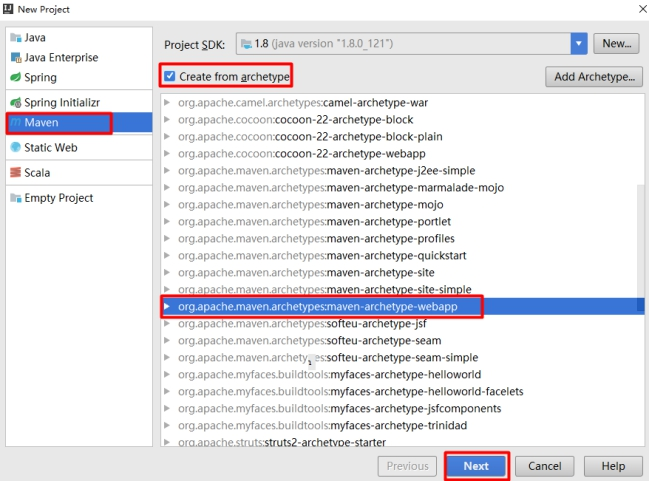 New Project
Java
Java Enterprise
Spring
Spring Initializr
Maven
Static Web
Scala
Empty Project
Project SDK: 1.8 (java version "1.8.0_121") New...
Create from archetype Add Archetype...
org.apache.camel.archetypes:camel-archetype-war
org.apache.cocoon:cocoon-22-archetype-block
org.apache.cocoon:cocoon-22-archetype-block-plain
org.apache.cocoon:cocoon-22-archetype-webapp
org.apache.maven.archetypes:maven-archetype-j2ee-simple
org.apache.maven.archetypes:maven-archetype-marmalade-mojo
org.apache.maven.archetypes:maven-archetype-mojo
org.apache.maven.archetypes:maven-archetype-portlet
org.apache.maven.archetypes:maven-archetype-profiles
org.apache.maven.archetypes:maven-archetype-quickstart
org.apache.maven.archetypes:maven-archetype-site
org.apache.maven.archetypes:maven-archetype-site-simple
org.apache.maven.archetypes:maven-archetype-webapp
org.apache.maven.archetypes:softeu-archetype-jsf
org.apache.maven.archetypes:softeu-archetype-seam
org.apache.maven.archetypes:softeu-archetype-seam-simple
org.apache.myfaces.buildtools:myfaces-archetype-helloworld
org.apache.myfaces.buildtools:myfaces-archetype-helloworld-facelets
org.apache.myfaces.buildtools:myfaces-archetype-jsfcomponents
org.apache.myfaces.buildtools:myfaces-archetype-trinidad
org.apache.struts:struts2-archetype-starter
Previous Next Cancel Help